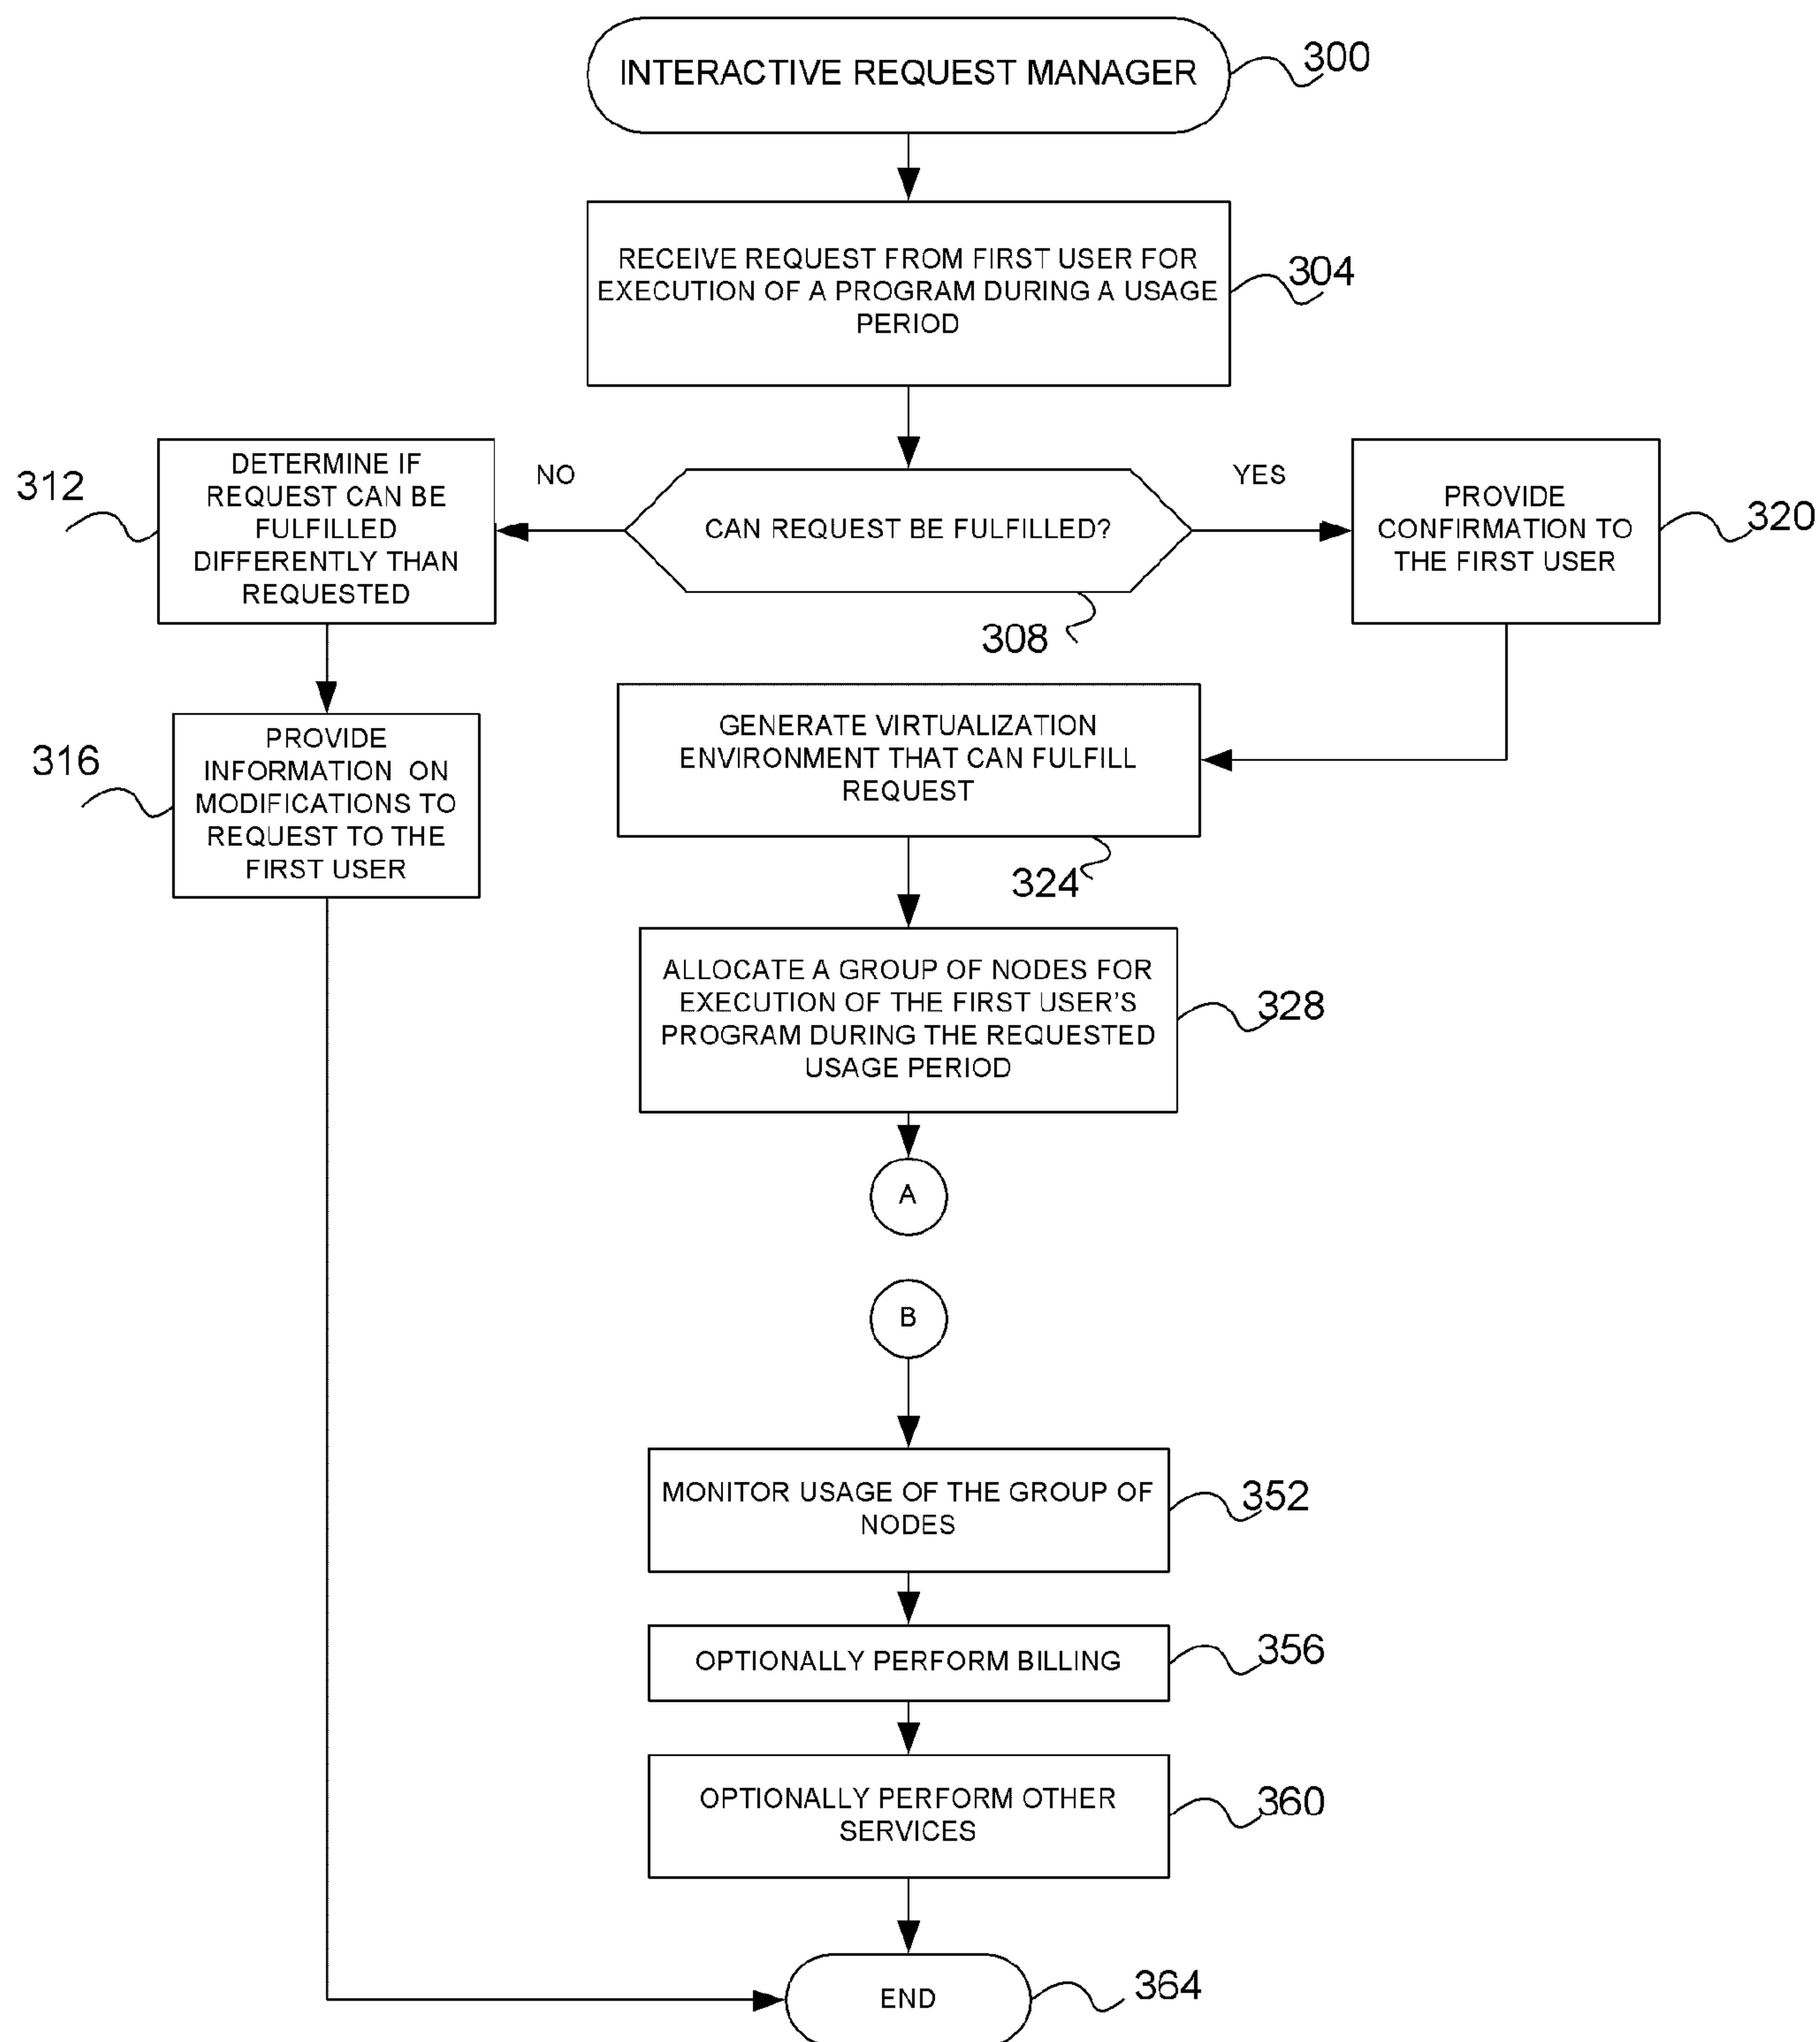 INTERACTIVE REQUEST MANAGER
300
RECEIVE REQUEST FROM FIRST USER FOR
EXECUTION OF A PROGRAM DURING A USAGE
PERIOD
304
DETERMINE IF
REQUEST CAN BE
FULFILLED
DIFFERENTLY THAN
REQUESTED
312
NO
CAN REQUEST BE FULFILLED?
308
YES
PROVIDE
CONFIRMATION TO
THE FIRST USER
320
PROVIDE
INFORMATION ON
MODIFICATIONS TO
REQUEST TO THE
FIRST USER
316
GENERATE VIRTUALIZATION
ENVIRONMENT THAT CAN FULFILL
REQUEST
324
ALLOCATE A GROUP OF NODES FOR
EXECUTION OF THE FIRST USER'S
PROGRAM DURING THE REQUESTED
USAGE PERIOD
328
A
B
MONITOR USAGE OF THE GROUP OF
NODES
352
OPTIONALLY PERFORM BILLING
356
OPTIONALLY PERFORM OTHER
SERVICES
360
END
364